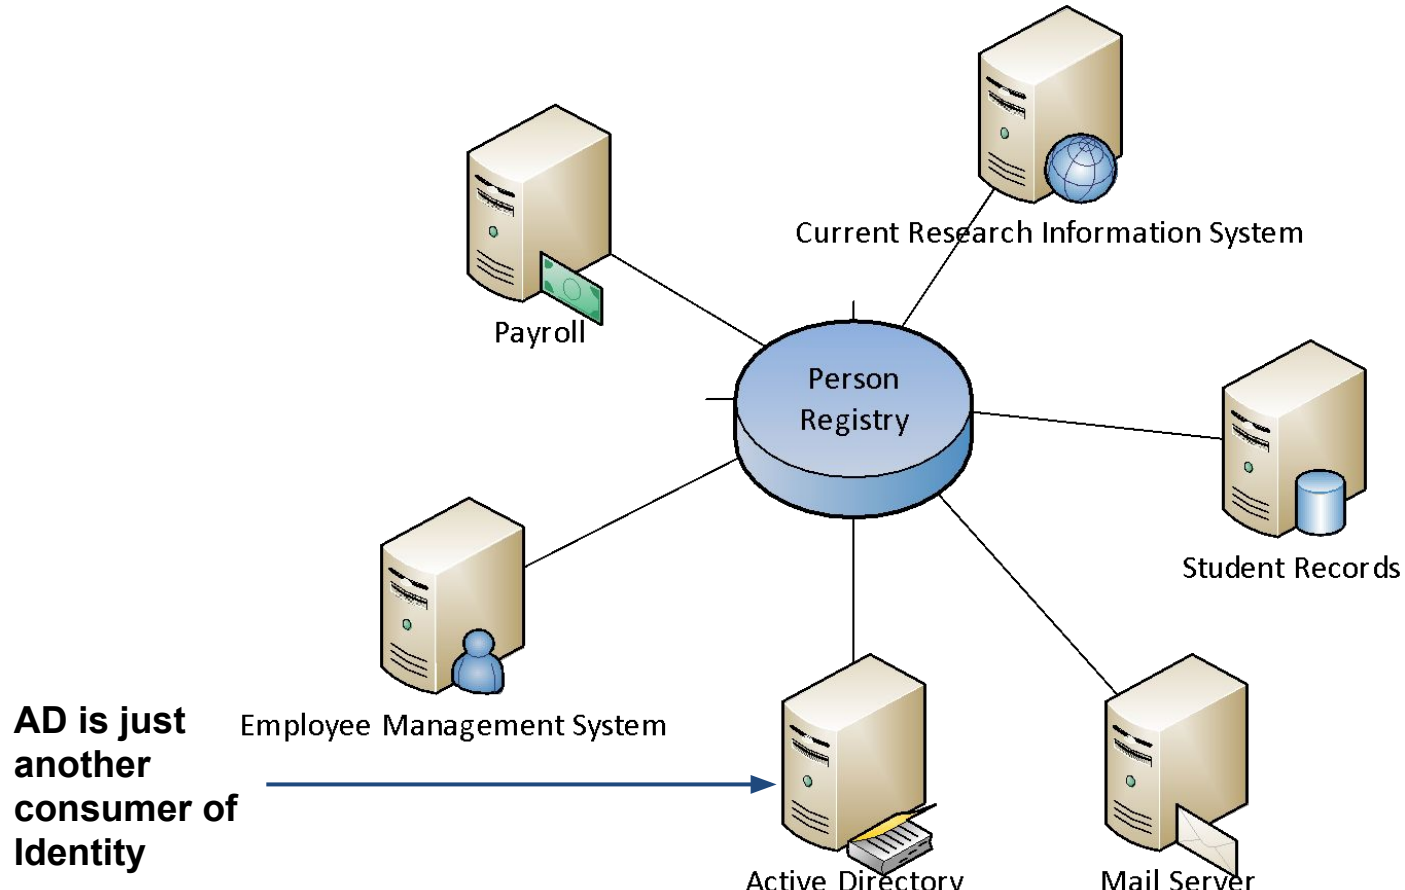 Current Research Information System
Payroll
Person
Registry
Student Records
Employee Management System
AD is just
another
consumer of
Identity
Active Directory
Mail Server